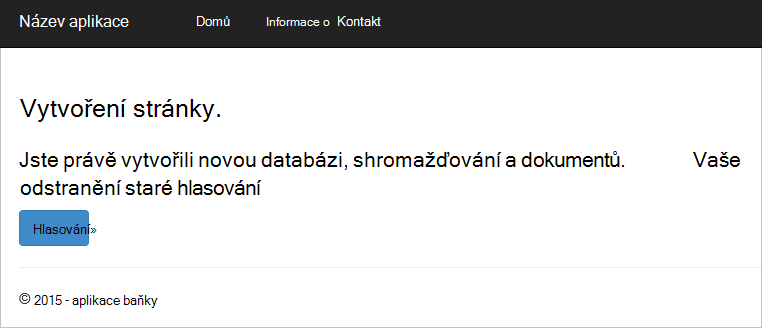 Název aplikace Domů Informace o Kontakt
Vytvoření stránky.
Jste právě vytvořili novou databázi, shromažďování a dokumentů. Vaše
odstranění staré hlasování
Hlasování»
© 2015 - aplikace baňky